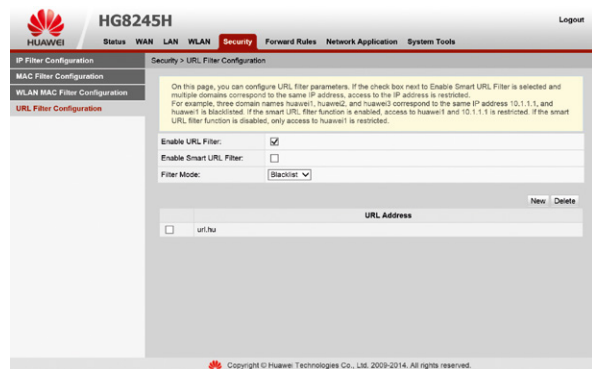 HG8245H
Logout
HUAWEI
Status WAN LAN WLAN Security Forward Rules Network Application System Tools
IP Filter Configuration
MAC Filter Configuration
WLAN MAC Filter Configuration
URL Filter Configuration
Security > URL Filter Configuration
On this page, you can configure URL filter parameters. If the check box next to Enable Smart URL Filter is selected and
multiple domains correspond to the same IP address, access to the IP address is restricted.
For example, three domain names huawei1, huawei2, and huawei3 correspond to the same IP address 10.1.1.1, and
huawei1 is blacklisted. If the smart URL filter function is enabled, access to huawei1 and 10.1.1.1 is restricted. If the smart
URL filter function is disabled, only access to huawei1 is restricted.
Enable URL Filter:
Enable Smart URL Filter:
Filter Mode: Blacklist
New Delete
URL Address
url.hu
Copyright © Huawei Technologies Co., Ltd. 2009-2014. All rights reserved.